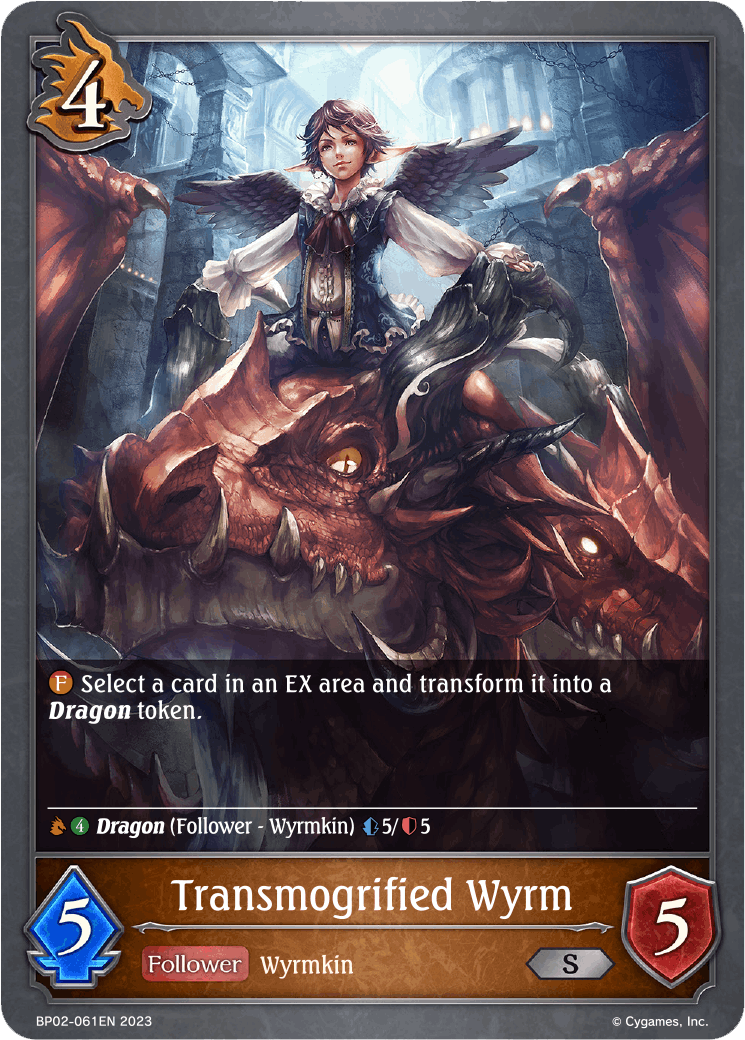 4
F Select a card in an EX area and transform it into a
Dragon token.
4 Dragon (Follower - Wyrmkin) 5/ 5
Transmogrified Wyrm
5
5
Follower Wyrmkin
S
BP02-061EN 2023
© Cygames, Inc.